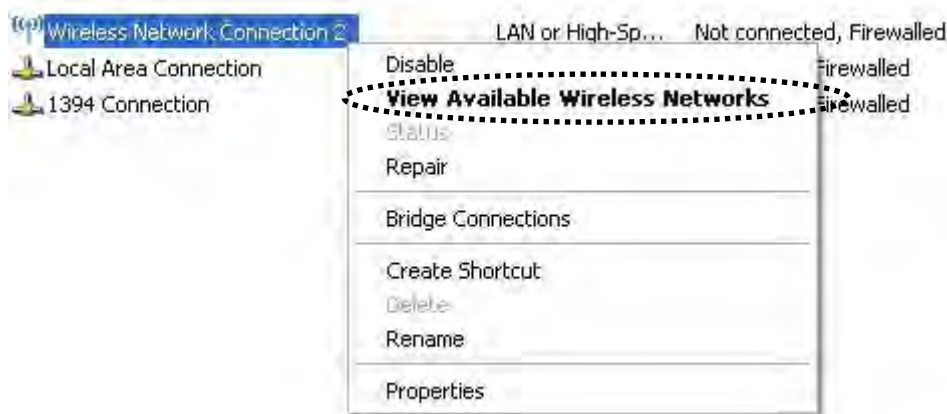 Wireless Network Connection 2 LAN or High-Sp... Not connected, Firewalled
Local Area Connection Firewalled
1394 Connection Firewalled
Disable
View Available Wireless Networks
Status
Repair
Bridge Connections
Create Shortcut
Delete
Rename
Properties